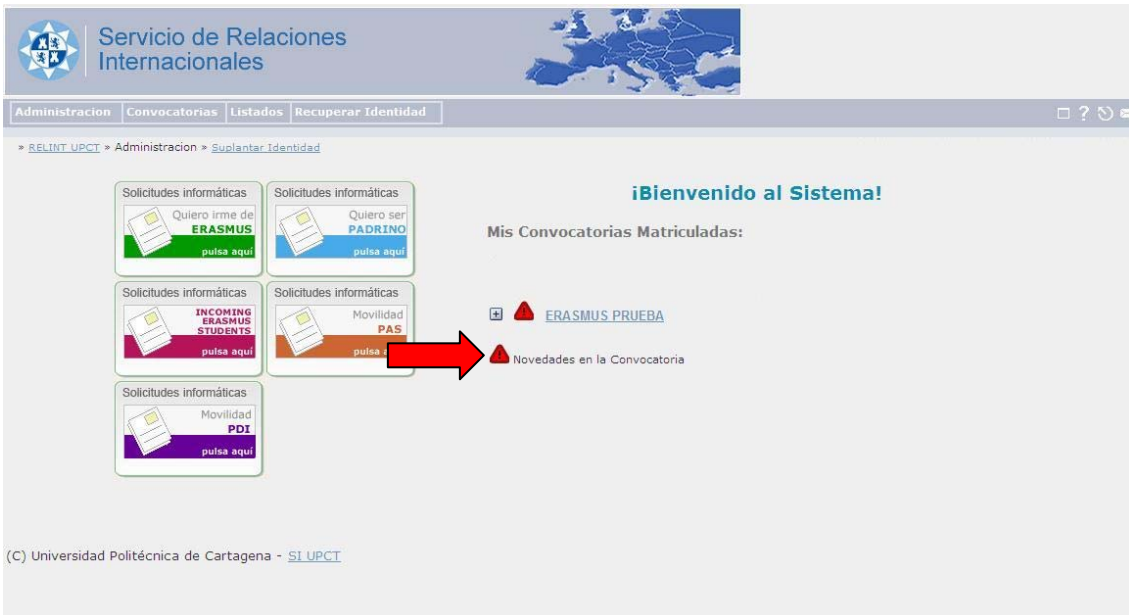 Servicio de Relaciones
Internacionales
Administracion Convocatorias Listados Recuperar Identidad
» RELINT UPCT » Administracion » Suplantar Identidad
Solicitudes informáticas
Quiero irme de
ERASMUS
pulsa aquí
Solicitudes informáticas
Quiero ser
PADRINO
pulsa aquí
Solicitudes informáticas
INCOMING
ERASMUS
STUDENTS
pulsa aquí
Solicitudes informáticas
Movilidad
PAS
pulsa
Solicitudes informáticas
Movilidad
PDI
pulsa aquí
¡Bienvenido al Sistema!
Mis Convocatorias Matriculadas:
ERASMUS PRUEBA
Novedades en la Convocatoria
(C) Universidad Politécnica de Cartagena - SI UPCT